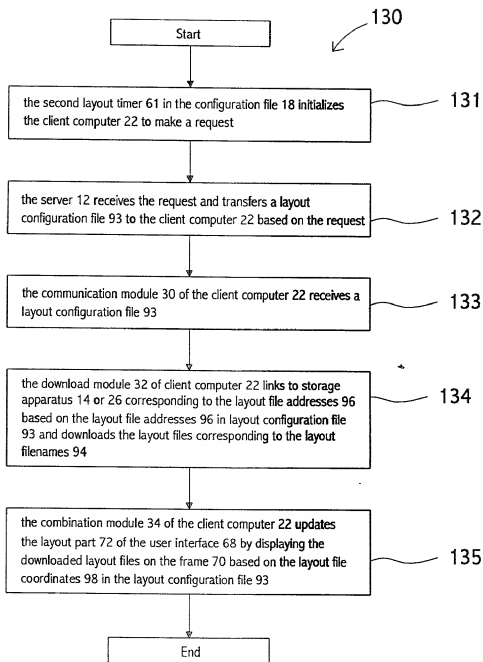 130
Start
the second layout timer 61 in the configuration file 18 initializes
the client computer 22 to make a request
131
the server 12 receives the request and transfers a layout
configuration file 93 to the client computer 22 based on the request
132
the communication module 30 of the client computer 22 receives a
layout configuration file 93
133
the download module 32 of client computer 22 links to storage
apparatus 14 or 26 corresponding to the layout file addresses 96
based on the layout file addresses 96 in layout configuration file
93 and downloads the layout files corresponding to the layout
filenames 94
134
the combination module 34 of the client computer 22 updates
the layout part 72 of the user interface 68 by displaying the
downloaded layout files on the frame 70 based on the layout file
coordinates 98 in the layout configuration file 93
135
End